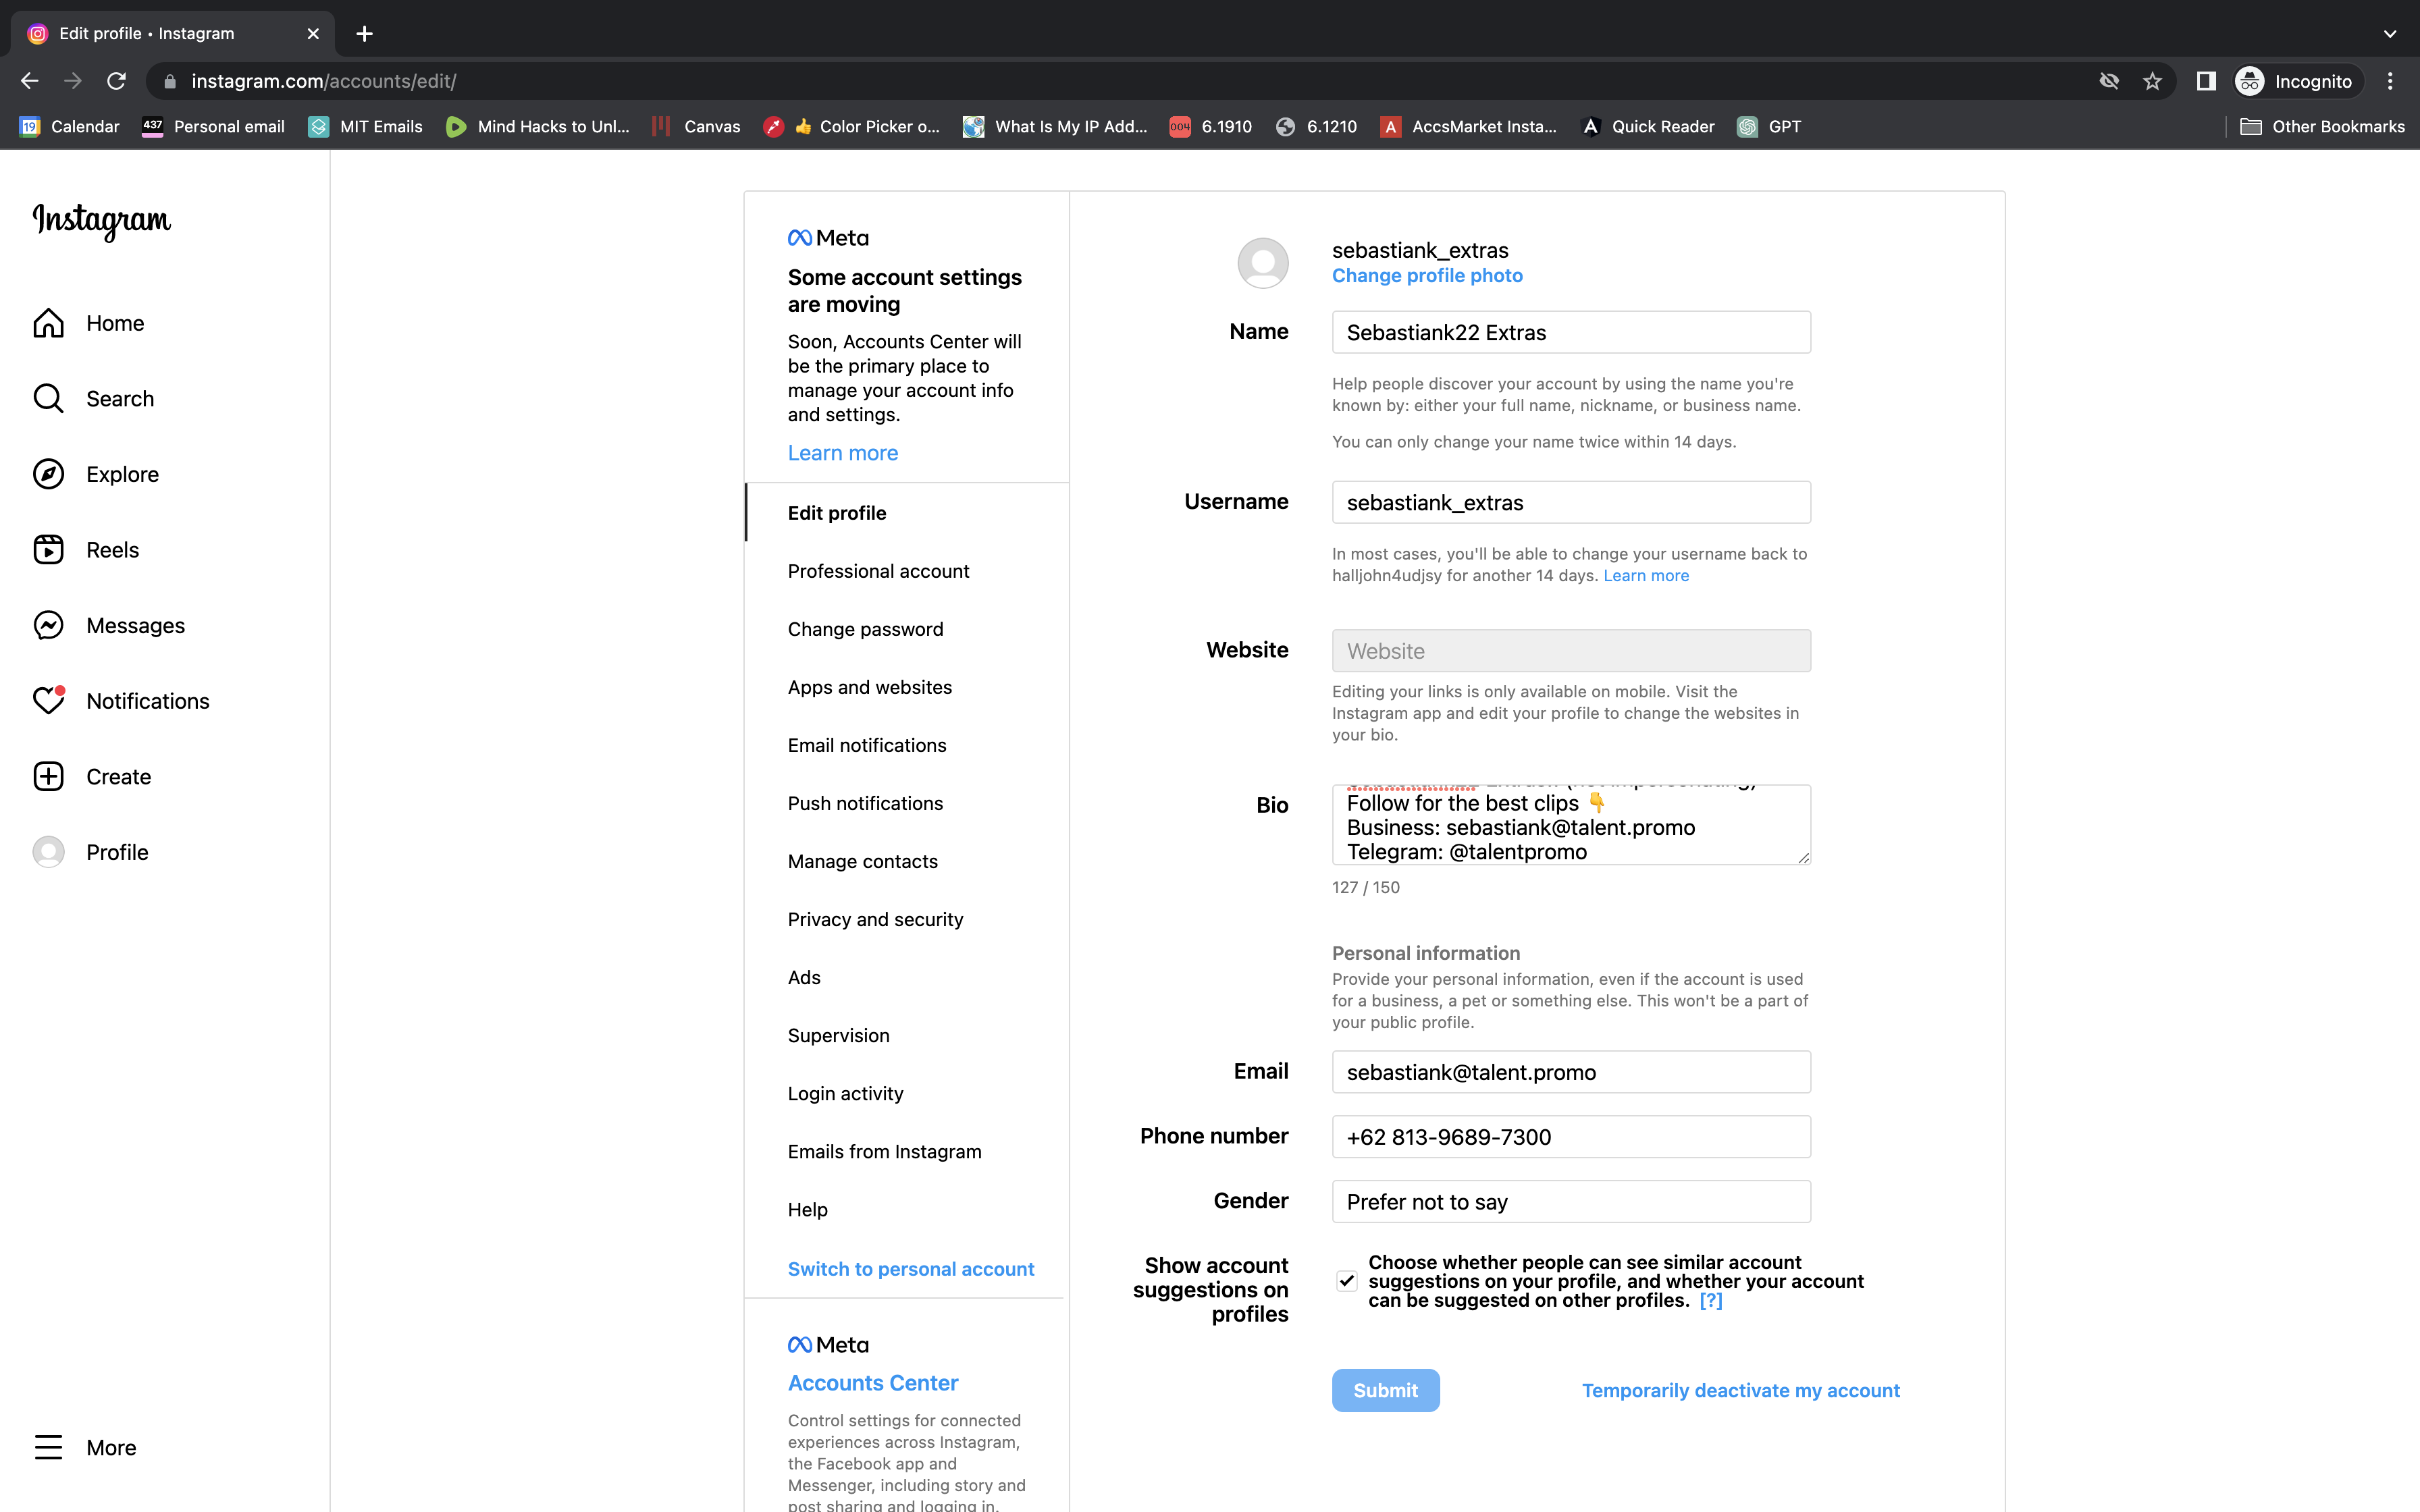 Edit profile • Instagram
instagram.com/accounts/edit/
Incognito
19 Calendar
437 Personal email
MIT Emails
Mind Hacks to Unl...
Canvas
👍 Color Picker o...
What Is My IP Add...
004 6.1910
6.1210
A AccsMarket Insta...
A Quick Reader
GPT
Other Bookmarks
Instagram
Home
Search
Explore
Reels
Messages
Notifications
Create
Profile
More
Meta
Some account settings
are moving
Soon, Accounts Center will
be the primary place to
manage your account info
and settings.
Learn more
Edit profile
Professional account
Change password
Apps and websites
Email notifications
Push notifications
Manage contacts
Privacy and security
Ads
Supervision
Login activity
Emails from Instagram
Help
Switch to personal account
Meta
Accounts Center
Control settings for connected
experiences across Instagram,
the Facebook app and
Messenger, including story and
post sharing and logging in.
sebastiank_extras
Change profile photo
Name
Sebastiank22 Extras
Help people discover your account by using the name you're
known by: either your full name, nickname, or business name.
You can only change your name twice within 14 days.
Username
sebastiank_extras
In most cases, you'll be able to change your username back to
halljohn4udjsy for another 14 days. Learn more
Website
Website
Editing your links is only available on mobile. Visit the
Instagram app and edit your profile to change the websites in
your bio.
Bio
Follow for the best clips 👇
Business: sebastiank@talent.promo
Telegram: @talentpromo
127 / 150
Personal information
Provide your personal information, even if the account is used
for a business, a pet or something else. This won't be a part of
your public profile.
Email
sebastiank@talent.promo
Phone number
+62 813-9689-7300
Gender
Prefer not to say
Show account
suggestions on
profiles
Choose whether people can see similar account
suggestions on your profile, and whether your account
can be suggested on other profiles. [?]
Submit
Temporarily deactivate my account